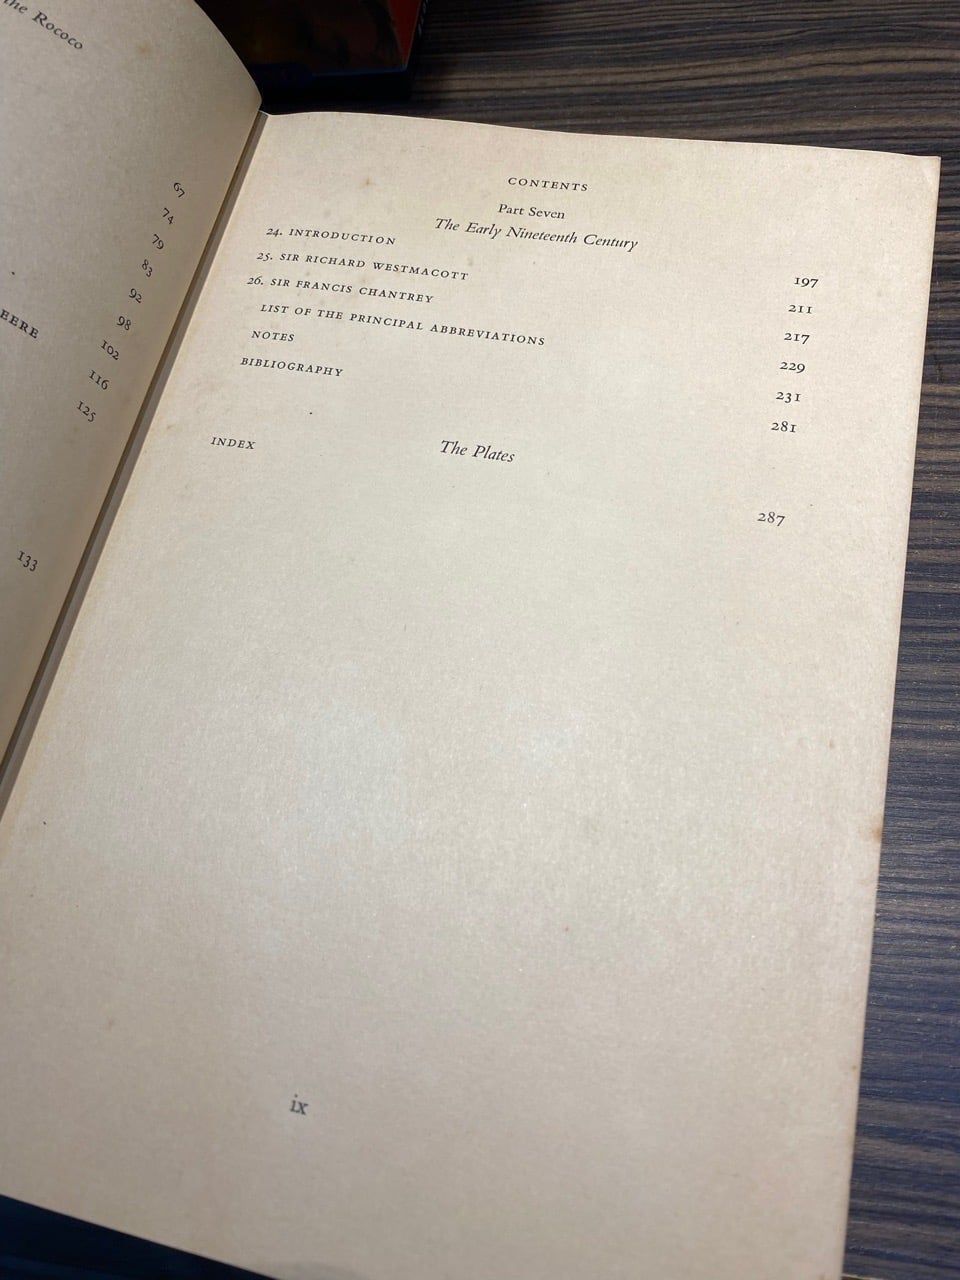 the Rococo
67
74
79
83
92
98
EERE 102
116
125
133
CONTENTS
Part Seven
The Early Nineteenth Century
24. INTRODUCTION 197
25. SIR RICHARD WESTMACOTT 211
26. SIR FRANCIS CHANTREY 217
LIST OF THE PRINCIPAL ABBREVIATIONS 229
NOTES 231
BIBLIOGRAPHY 281
The Plates
INDEX 287
ix